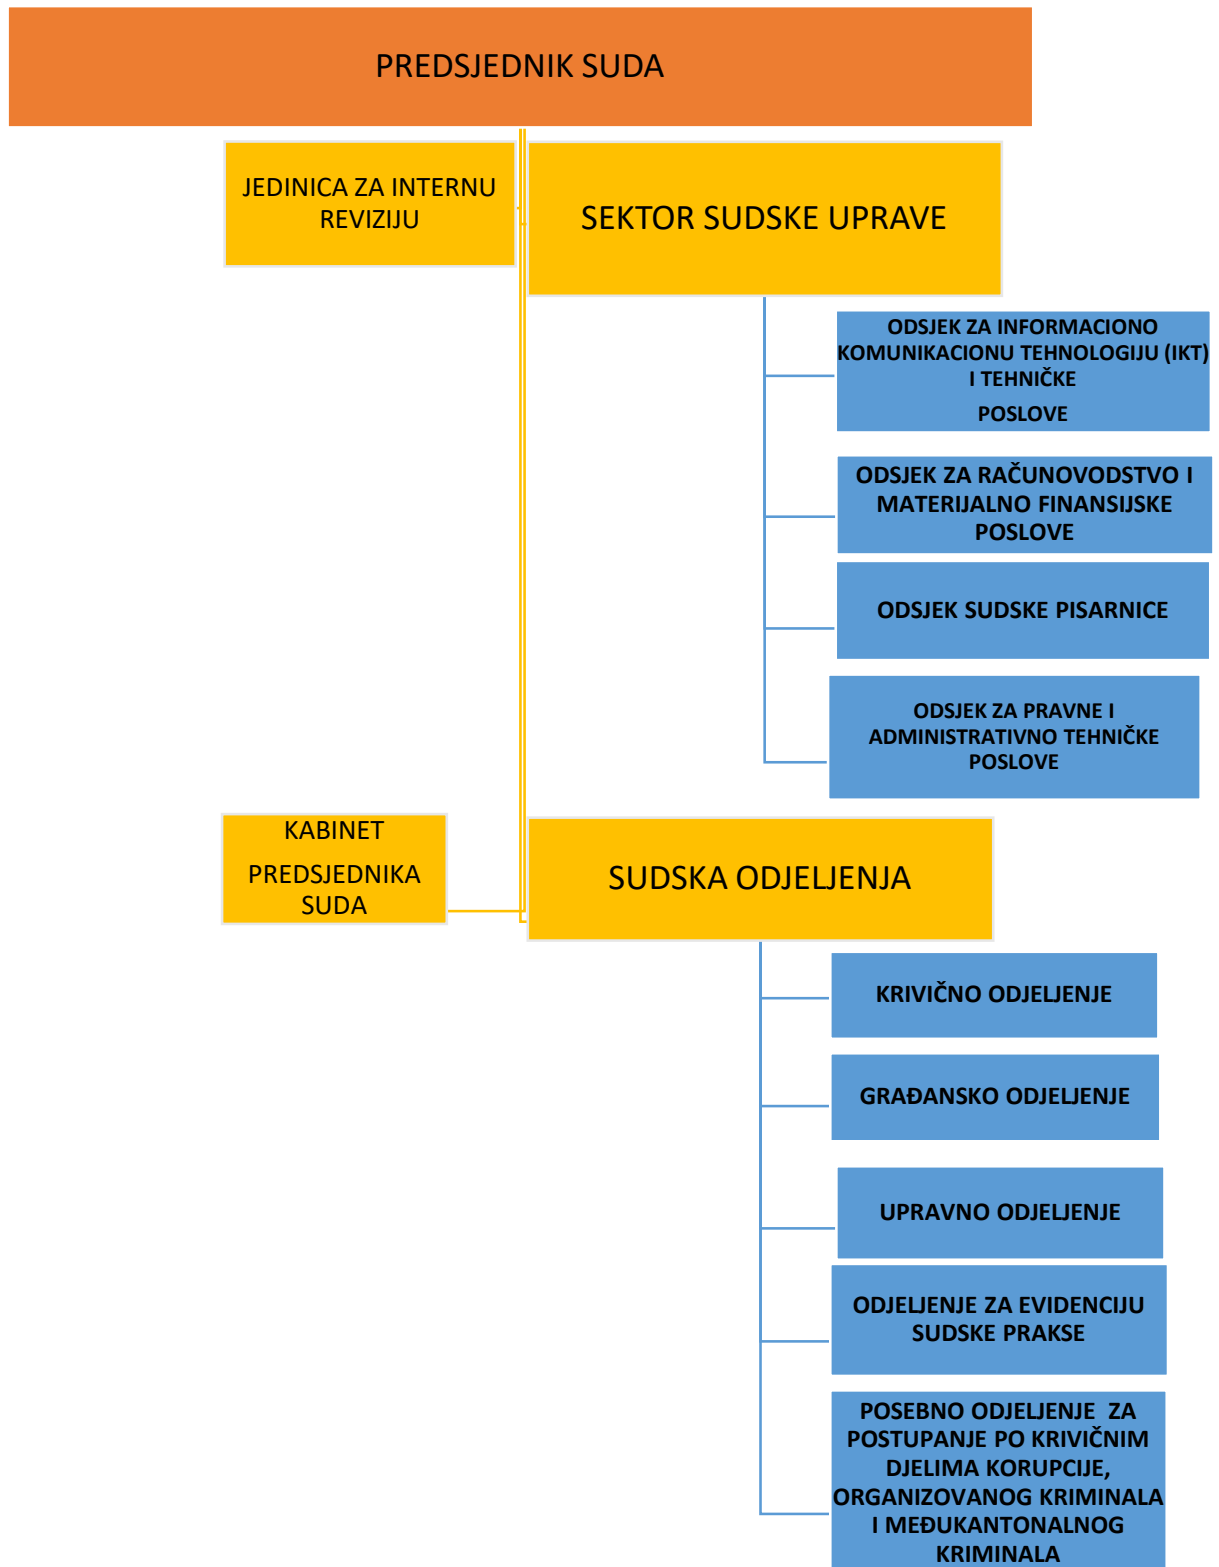 PREDSJEDNIK SUDA
JEDINICA ZA INTERNU
REVIZIJU
SEKTOR SUDSKE UPRAVE
ODSJEK ZA INFORMACIONO
KOMUNIKACIONU TEHNOLOGIJU (IKT)
I TEHNIČKE
POSLOVE
ODSJEK ZA RAČUNOVODSTVO I
MATERIJALNO FINANSIJSKE
POSLOVE
ODSJEK SUDSKE PISARNICE
ODSJEK ZA PRAVNE I
ADMINISTRATIVNO TEHNIČKE
POSLOVE
KABINET
PREDSJEDNIKA
SUDA
SUDSKA ODJELJENJA
KRIVIČNO ODJELJENJE
GRAĐANSKO ODJELJENJE
UPRAVNO ODJELJENJE
ODJELJENJE ZA EVIDENCIJU
SUDSKE PRAKSE
POSEBNO ODJELJENJE ZA
POSTUPANJE PO KRIVIČNIM
DJELIMA KORUPCIJE,
ORGANIZOVANOG KRIMINALA
I MEĐUKANTONALNOG
KRIMINALA